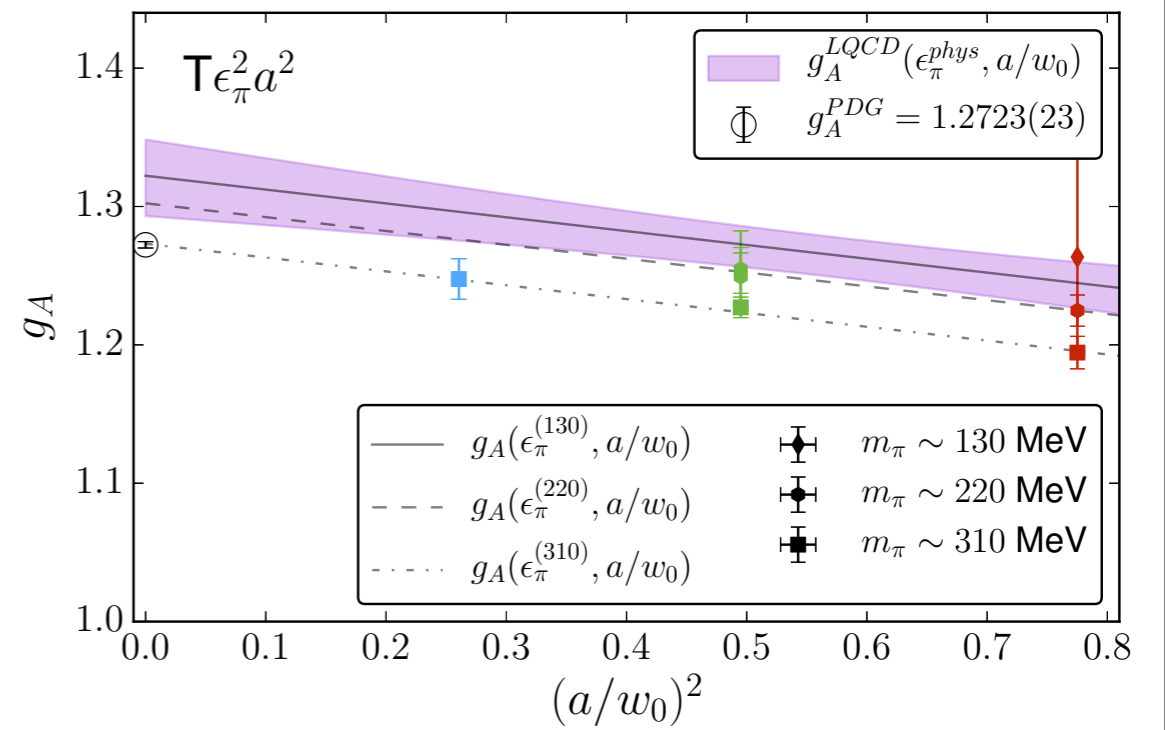 Tϵ_π^2 a^2
g_A^{LQCD}(ϵ_π^{phys}, a/w_0)
g_A^{PDG} = 1.2723(23)
1.4
1.3
1.2
1.1
1.0
g_A
g_A(ϵ_π^{(130)}, a/w_0)
m_π ∼ 130 MeV
g_A(ϵ_π^{(220)}, a/w_0)
m_π ∼ 220 MeV
g_A(ϵ_π^{(310)}, a/w_0)
m_π ∼ 310 MeV
0.0 0.1 0.2 0.3 0.4 0.5 0.6 0.7 0.8
(a/w_0)^2